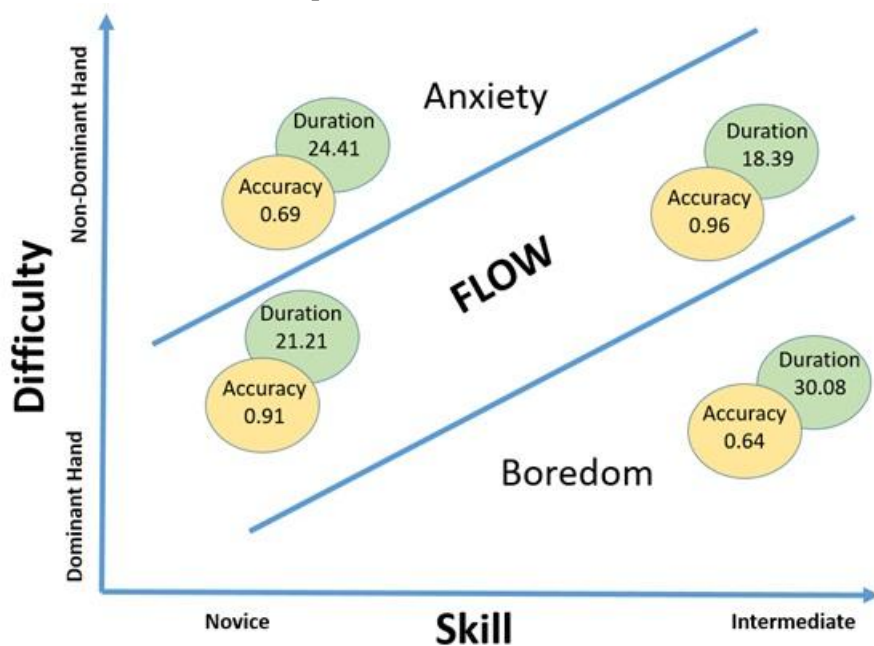 Non-Dominant Hand
Dominant Hand
Difficulty
Anxiety
Duration
24.41
Accuracy
0.69
Duration
18.39
Accuracy
0.96
FLOW
Duration
21.21
Accuracy
0.91
Duration
30.08
Accuracy
0.64
Boredom
Novice
Skill
Intermediate